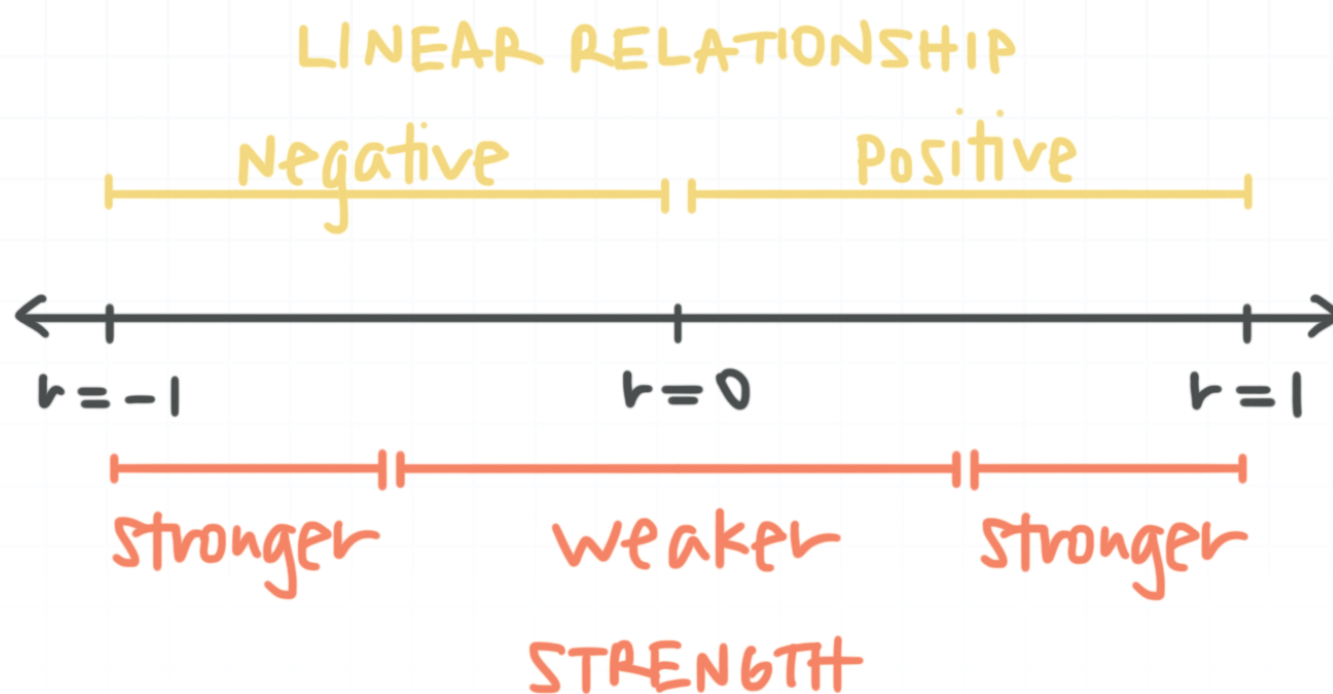 LINEAR RELATIONSHIP
Negative Positive
r=-1 r=0 r=1
stronger weaker stronger
STRENGTH